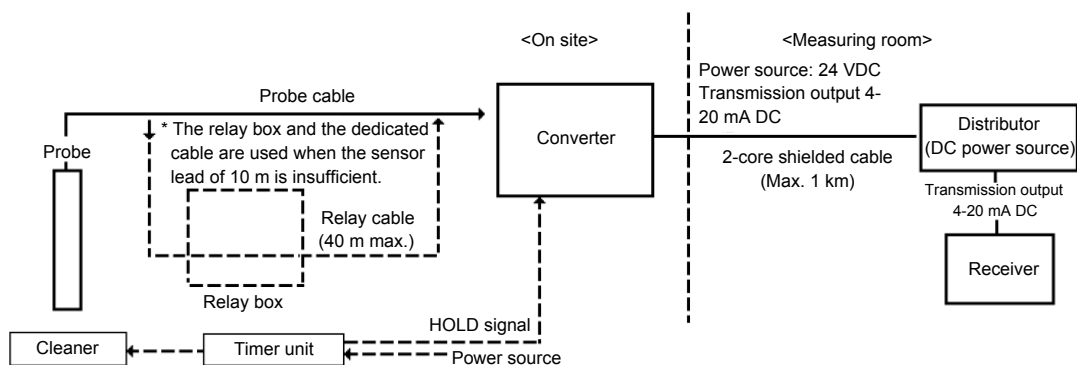 <On site>
<Measuring room>
Power source: 24 VDC
Transmission output 4-
20 mA DC
Probe cable
* The relay box and the dedicated
cable are used when the sensor
lead of 10 m is insufficient.
Probe
Converter
Distributor
(DC power source)
2-core shielded cable
(Max. 1 km)
Transmission output
4-20 mA DC
Relay cable
(40 m max.)
Receiver
Relay box
HOLD signal
Cleaner
Timer unit
Power source